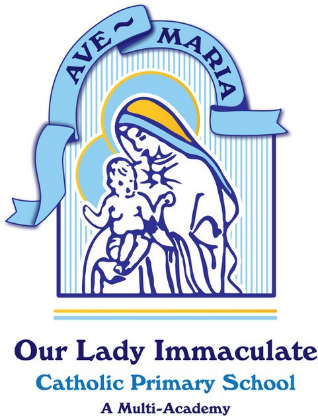 AVE ~ MARIA
Our Lady Immaculate
Catholic Primary School
A Multi-Academy